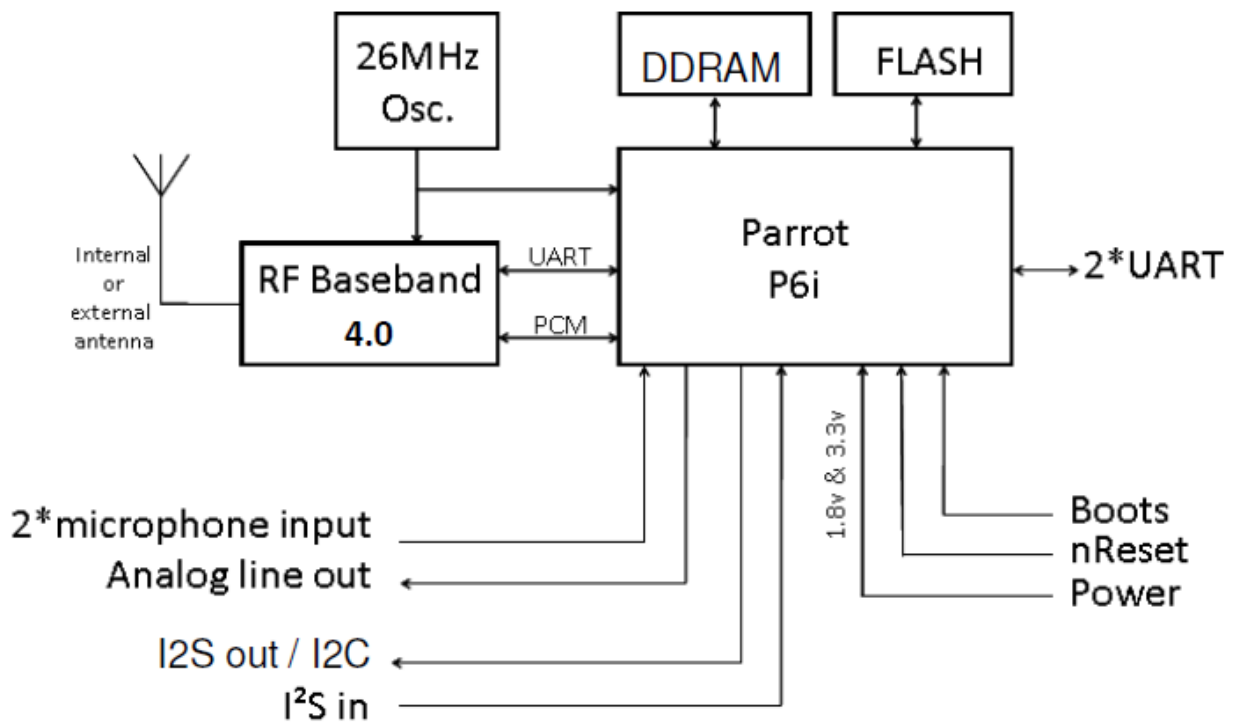 26MHz
Osc.
DDRAM
FLASH
Internal
or
external
antenna
RF Baseband
4.0
UART
PCM
Parrot
P6i
2*UART
1.8v & 3.3v
2*microphone input
Analog line out
I2S out / I2C
I²S in
Boots
nReset
Power